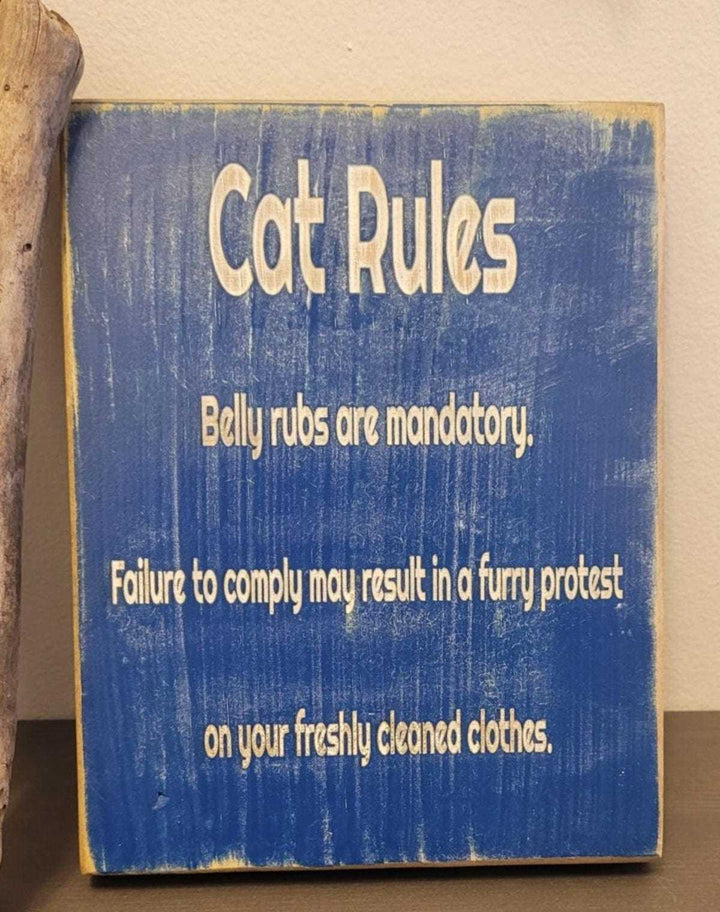 Cat Rules
Belly rubs are mandatory.
Failure to comply may result in a furry protest
on your freshly cleaned clothes.